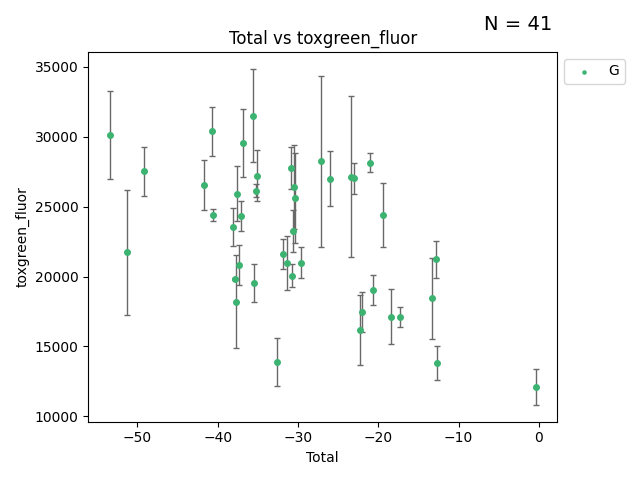 N = 41
Total vs toxgreen_fluor
G
35000
30000
25000
20000
15000
10000
toxgreen_fluor
−50 −40 −30 −20 −10 0
Total